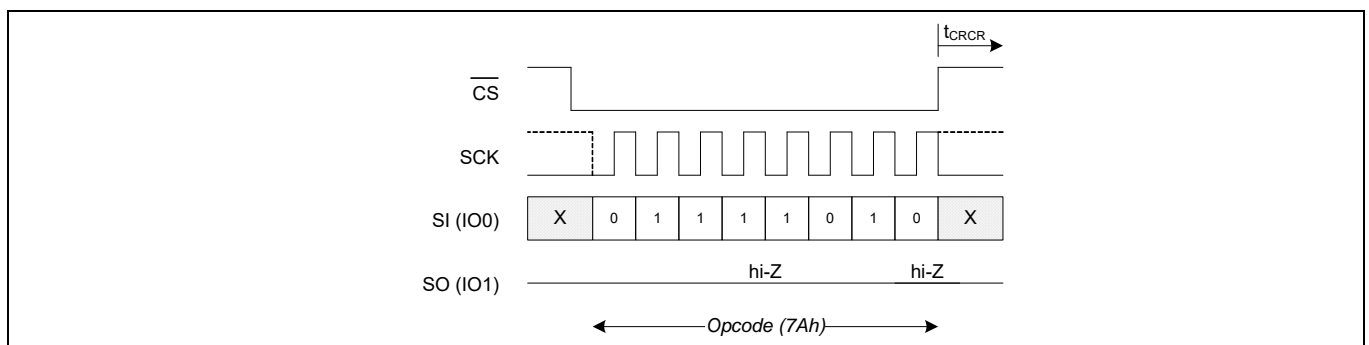 tCRCR
CS
SCK
SI (IO0) X 0 1 1 1 1 0 1 0 X
hi-Z hi-Z
SO (IO1)
Opcode (7Ah)